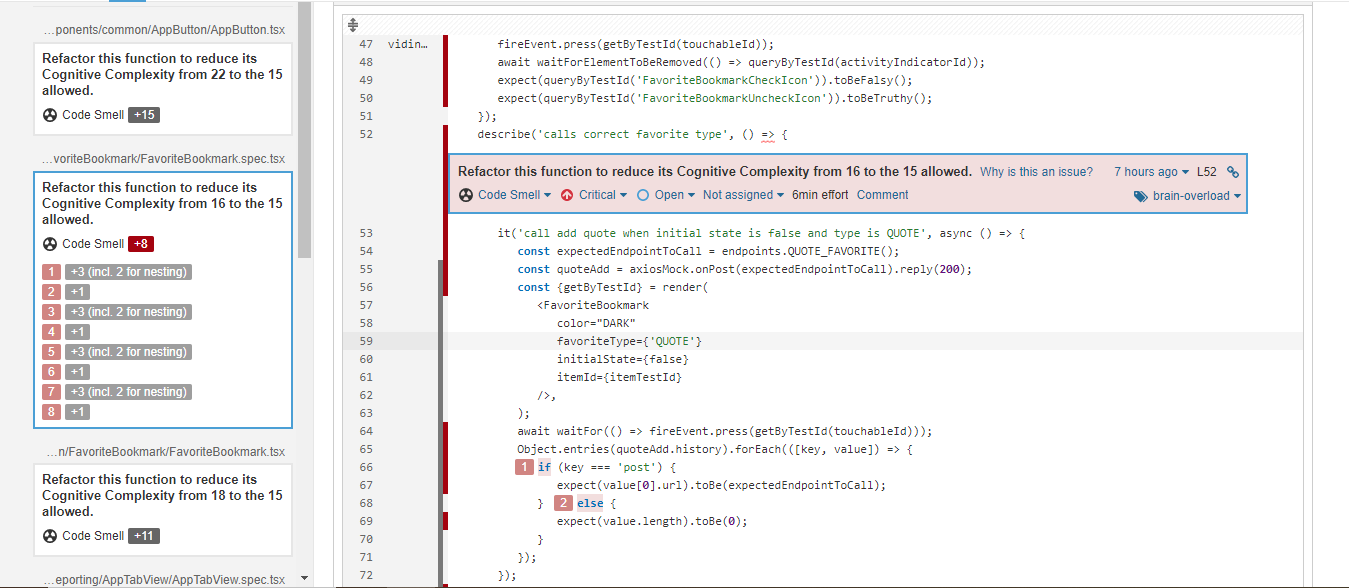 …ponents/common/AppButton/AppButton.tsx
Refactor this function to reduce its
Cognitive Complexity from 22 to the 15
allowed.
Code Smell +15
…voriteBookmark/FavoriteBookmark.spec.tsx
Refactor this function to reduce its
Cognitive Complexity from 16 to the 15
allowed.
Code Smell +8
1 +3 (incl. 2 for nesting)
2 +1
3 +3 (incl. 2 for nesting)
4 +1
5 +3 (incl. 2 for nesting)
6 +1
7 +3 (incl. 2 for nesting)
8 +1
…n/FavoriteBookmark/FavoriteBookmark.tsx
Refactor this function to reduce its
Cognitive Complexity from 18 to the 15
allowed.
Code Smell +11
…eporting/AppTabView/AppTabView.spec.tsx
47 vidin… fireEvent.press(getByTestId(touchableId));
48 await waitForElementToBeRemoved(() => queryByTestId(activityIndicatorId));
49 expect(queryByTestId('FavoriteBookmarkCheckIcon')).toBeFalsy();
50 expect(queryByTestId('FavoriteBookmarkUncheckIcon')).toBeTruthy();
51 });
52 describe('calls correct favorite type', () => {
Refactor this function to reduce its Cognitive Complexity from 16 to the 15 allowed. Why is this an issue? 7 hours ago L52
Code Smell Critical Open Not assigned 6min effort Comment brain-overload
53 it('call add quote when initial state is false and type is QUOTE', async () => {
54 const expectedEndpointToCall = endpoints.QUOTE_FAVORITE();
55 const quoteAdd = axiosMock.onPost(expectedEndpointToCall).reply(200);
56 const {getByTestId} = render(
57 <FavoriteBookmark
58 color="DARK"
59 favoriteType={'QUOTE'}
60 initialState={false}
61 itemId={itemTestId}
62 />,
63 );
64 await waitFor(() => fireEvent.press(getByTestId(touchableId)));
65 Object.entries(quoteAdd.history).forEach(([key, value]) => {
66 1 if (key === 'post') {
67 expect(value[0].url).toBe(expectedEndpointToCall);
68 } 2 else {
69 expect(value.length).toBe(0);
70 }
71 });
72 });